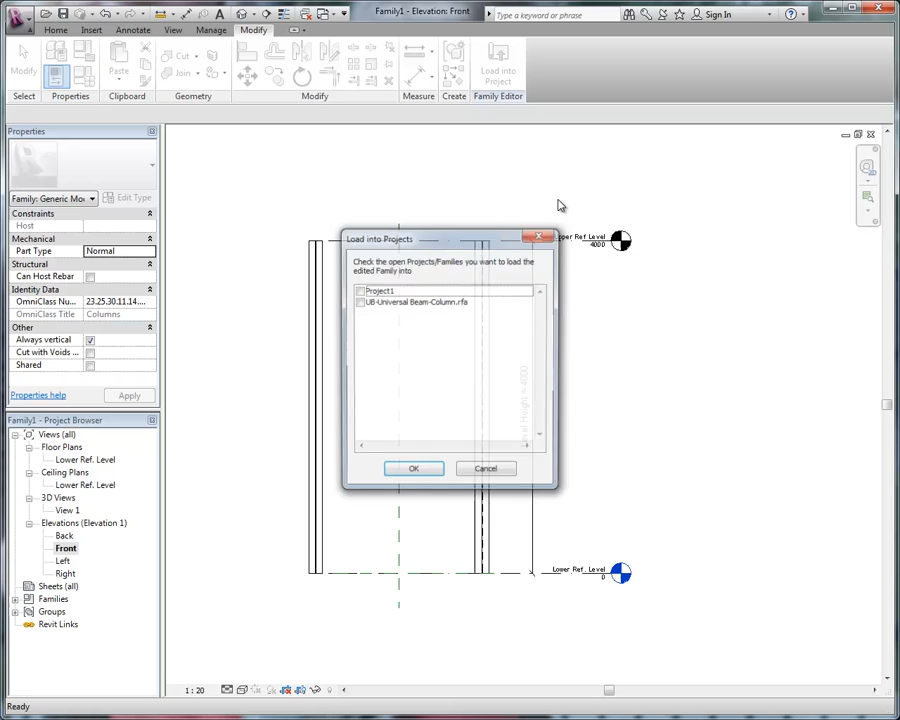 Family1 - Elevation: Front
Type a keyword or phrase
Sign In
Home
Insert
Annotate
View
Manage
Modify
Modify
Paste
Cut
Join
Load into
Project
Select
Properties
Clipboard
Geometry
Modify
Measure
Create
Family Editor
Properties
Family: Generic Mo
Edit Type
Constraints
Host
Mechanical
Part Type
Normal
Structural
Can Host Rebar
Identity Data
OmniClass Nu...
23.25.30.11.14....
OmniClass Title
Columns
Other
Always vertical
Cut with Voids ...
Shared
Properties help
Apply
Family1 - Project Browser
Views (all)
Floor Plans
Lower Ref. Level
Ceiling Plans
Lower Ref. Level
3D Views
View 1
Elevations (Elevation 1)
Back
Front
Left
Right
Sheets (all)
Families
Groups
Revit Links
Load into Projects
Check the open Projects/Families you want to load the
edited Family into
Project1
UB-Universal Beam-Column.rfa
OK
Cancel
Ref Level
4000
Height = 4000
Lower Ref. Level
0
1 : 20
Ready